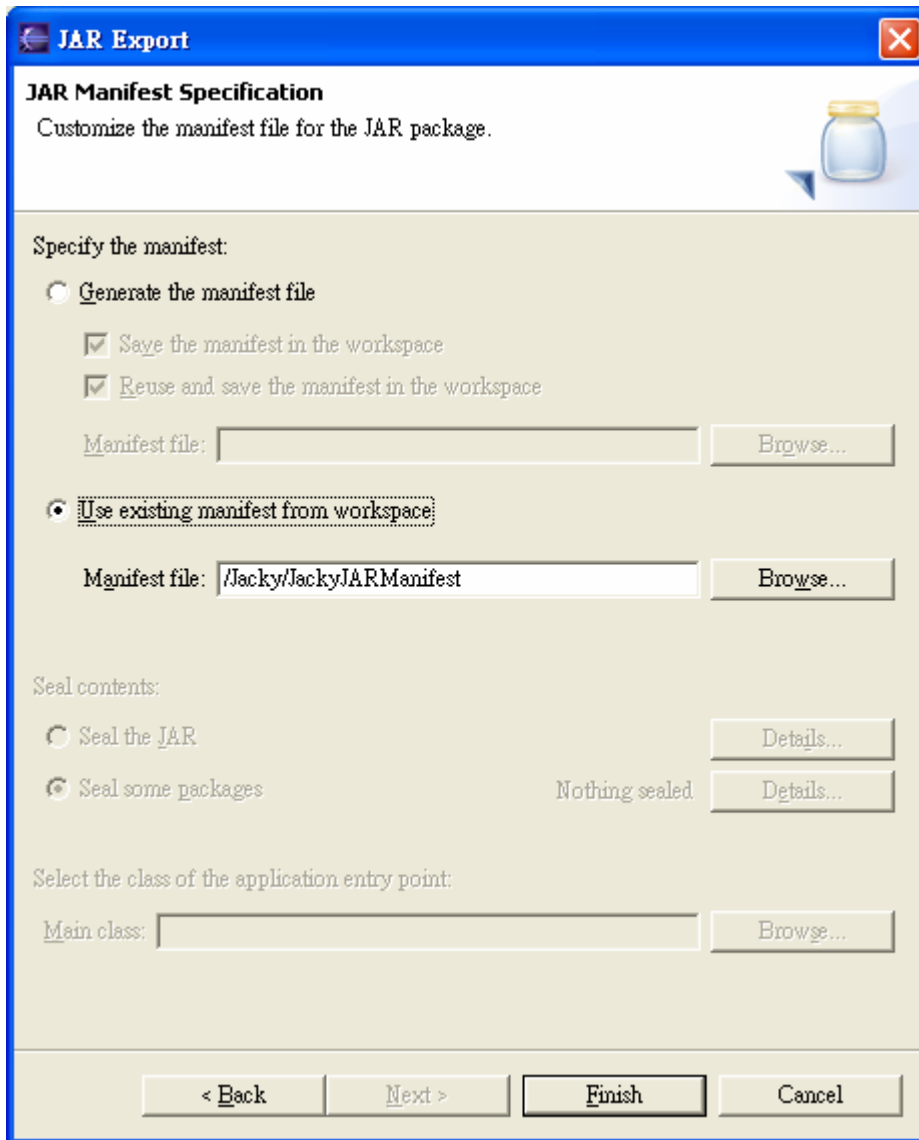 JAR Export
JAR Manifest Specification
Customize the manifest file for the JAR package.
Specify the manifest:
Generate the manifest file
Save the manifest in the workspace
Reuse and save the manifest in the workspace
Manifest file: Browse...
Use existing manifest from workspace
Manifest file: /Jacky/JackyJARManifest Browse...
Seal contents:
Seal the JAR Details...
Seal some packages Nothing sealed Details...
Select the class of the application entry point:
Main class: Browse...
< Back Next > Finish Cancel